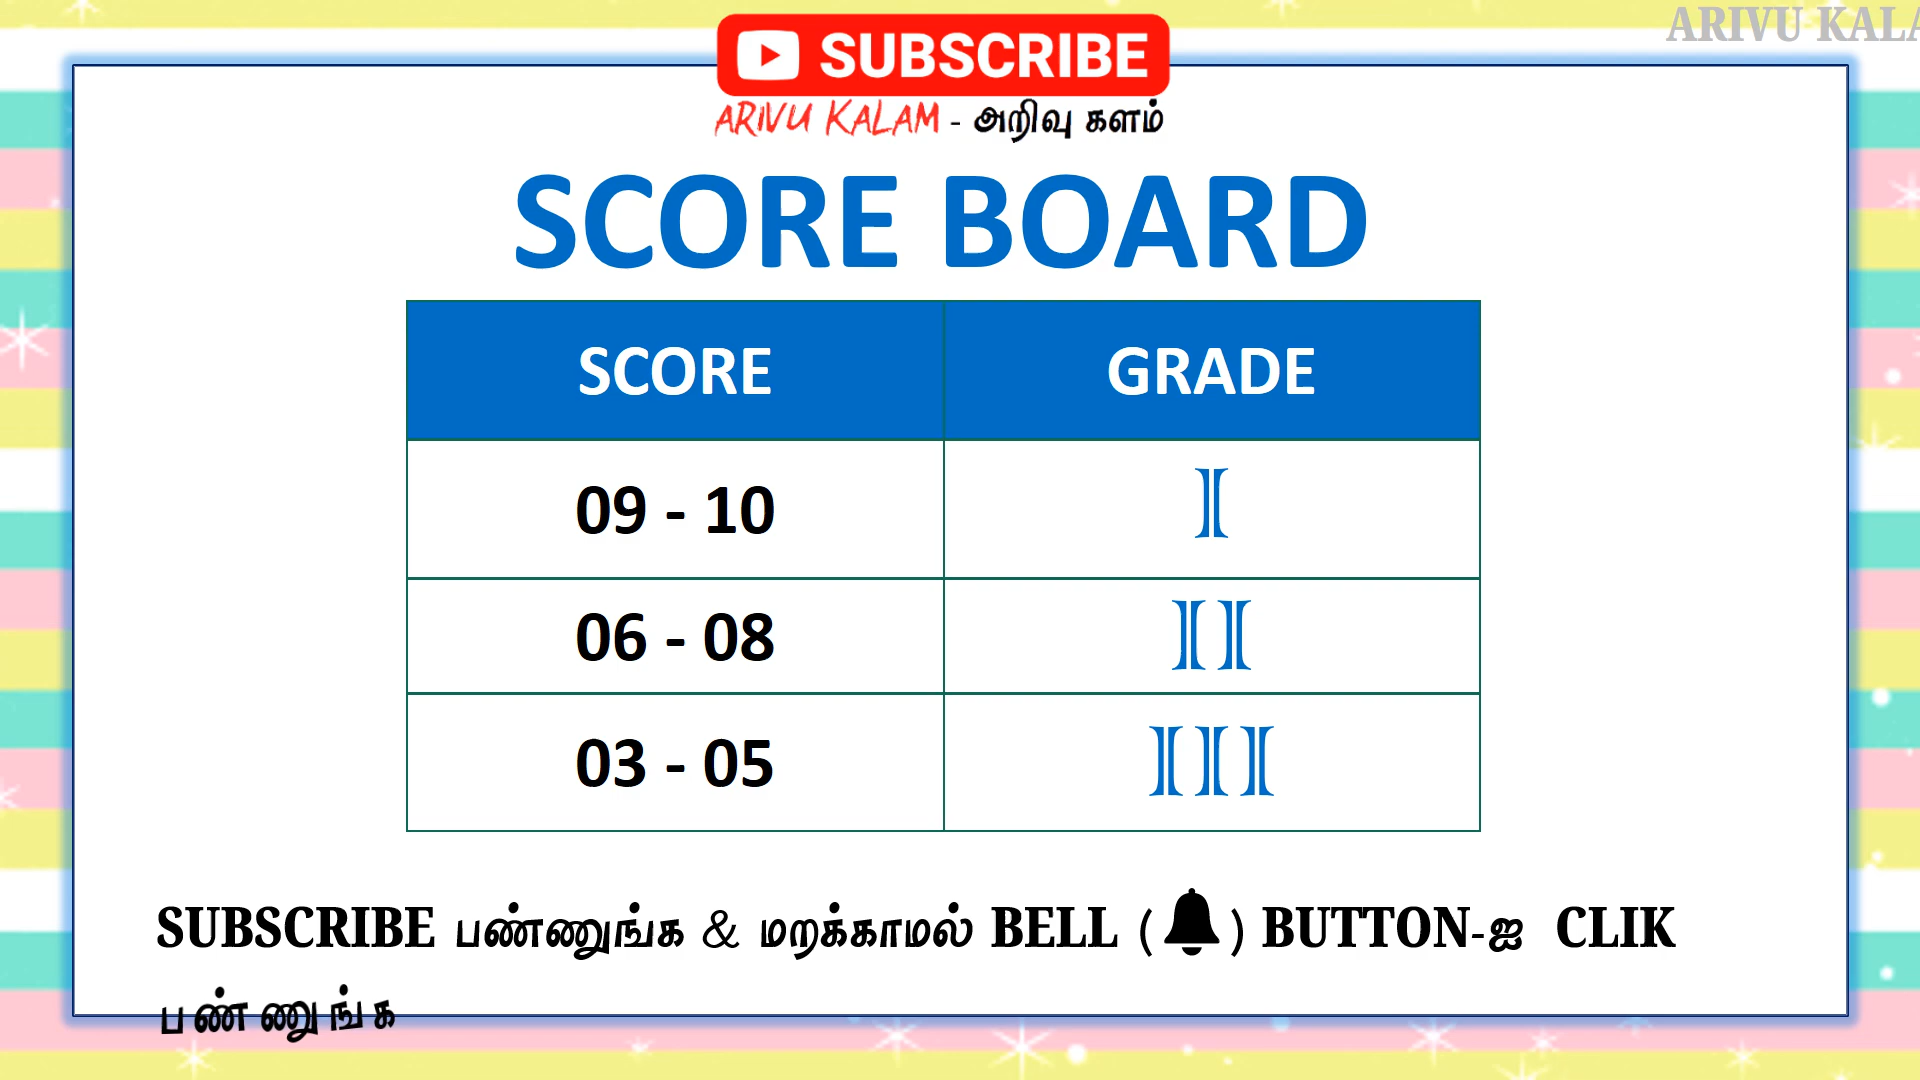 ARIVU KALA
SUBSCRIBE
ARIVU KALAM - அறிவு களம்
SCORE BOARD
SCORE GRADE
09 - 10 I
06 - 08 II
03 - 05 III
SUBSCRIBE பண்ணுங்க & மறக்காமல் BELL (🔔) BUTTON-ஐ CLIK
பண்ணுங்க